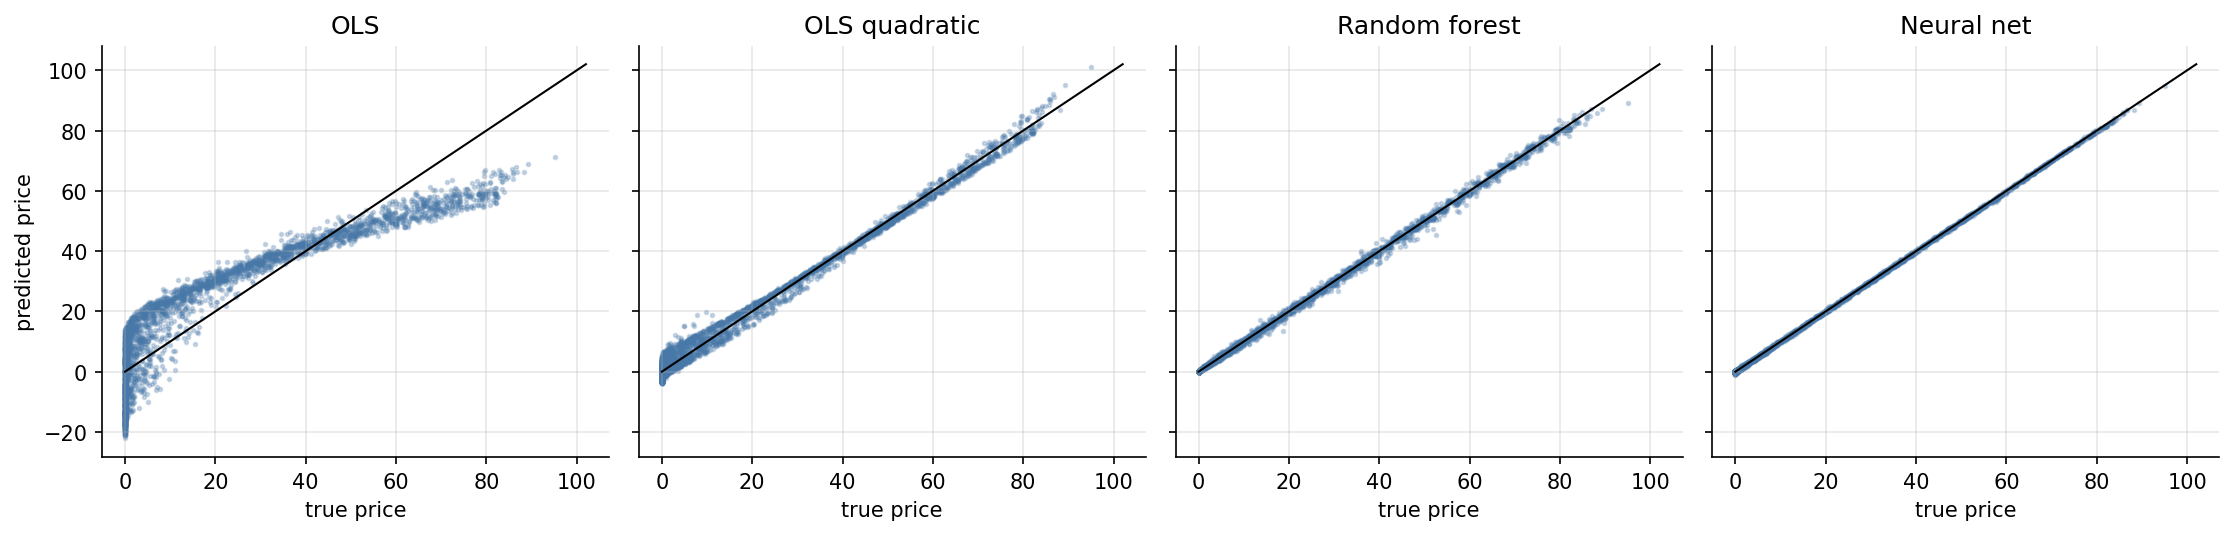 OLS
OLS quadratic
Random forest
Neural net
predicted price
100
80
60
40
20
0
−20
0 20 40 60 80 100
0 20 40 60 80 100
0 20 40 60 80 100
0 20 40 60 80 100
true price
true price
true price
true price